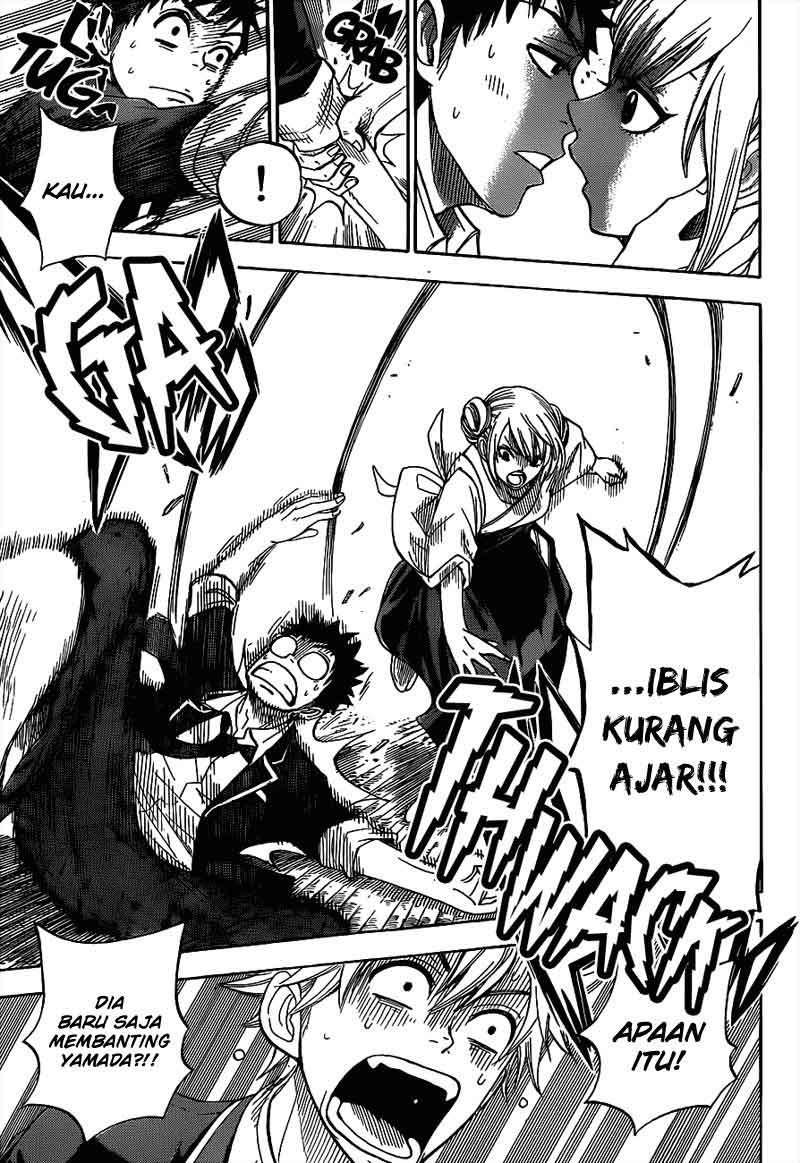 GRAB
!
TUG
KAU...
GA
...IBLIS
KURANG
AJAR!!!
THWACK
APAAN
ITU!
DIA
BARU SAJA
MEMBANTING
YAMADA?!!